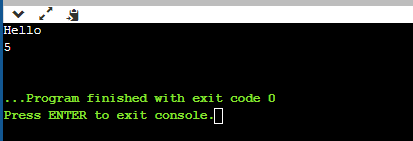 Hello
5
...Program finished with exit code 0
Press ENTER to exit console.